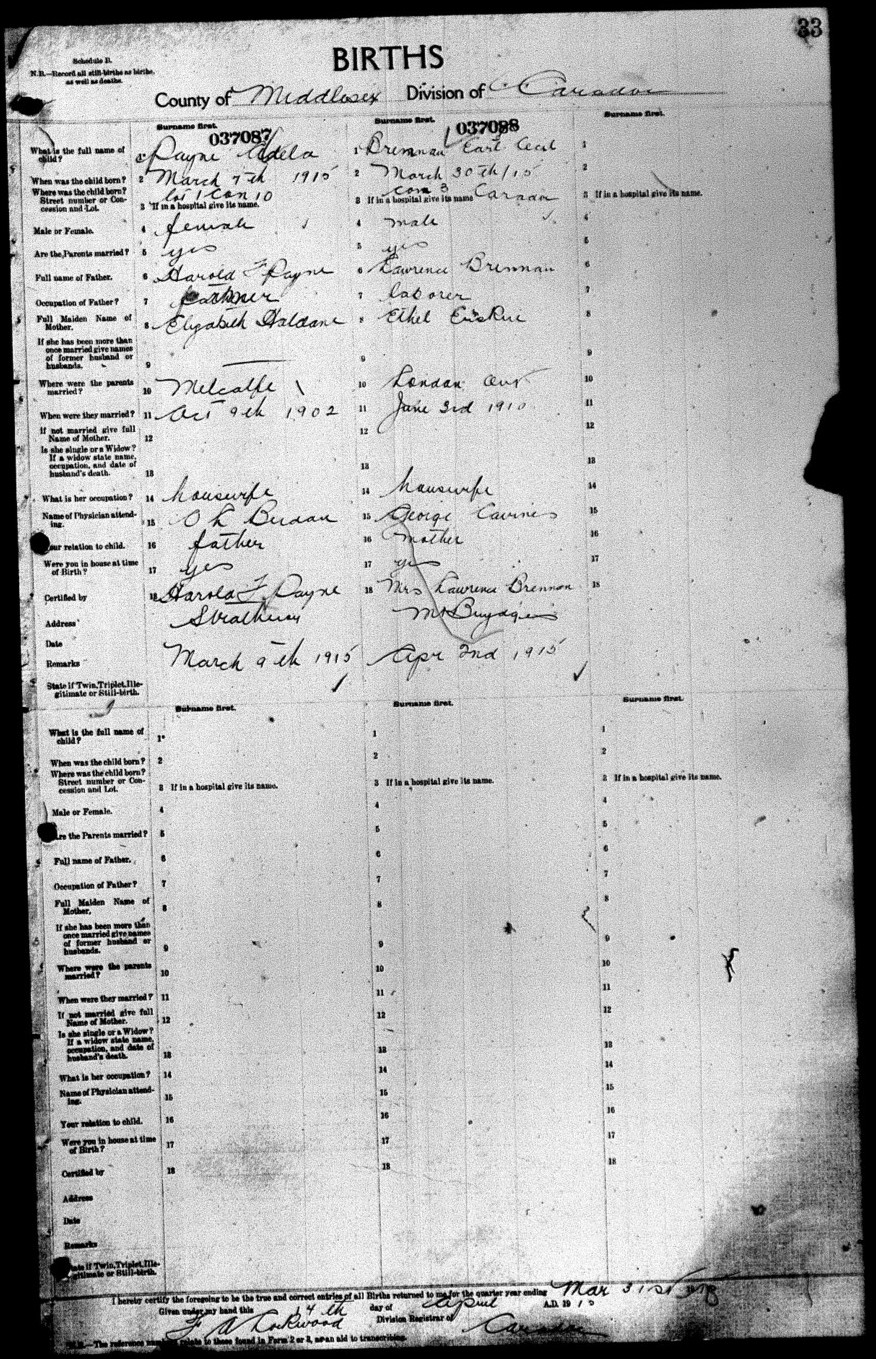 33
Schedule B.
N.B.—Record all still-births as births, as well as deaths.
BIRTHS
County of Middlesex Division of Caradoc
Surname first. Surname first. Surname first.
037087 037088
What is the full name of child? Payne Adela 1 Brennan Earl Cecil 1
When was the child born? 2 March 7th 1915 2 March 30th/15 2
Where was the child born? Street number or Concession and Lot. lot 1 Con 10 con 3 Caradoc
3 If in a hospital give its name. 3 If in a hospital give its name 3 If in a hospital give its name.
Male or Female. 4 female 4 male 4
Are the Parents married? 5 yes 5 yes 5
Full name of Father. 6 Harold F Payne 6 Lawrence Brennan 6
Occupation of Father? 7 farmer 7 laborer 7
Full Maiden Name of Mother. 8 Elizabeth Haldane 8 Ethel Erskine 8
If she has been more than once married give names of former husband or husbands. 9 9 9
Where were the parents married? 10 Metcalfe 10 London Ont 10
When were they married? 11 Oct 9th 1902 11 June 3rd 1910 11
If not married give full Name of Mother. 12 12 12
Is she single or a Widow? If a widow state name, occupation, and date of husband's death. 13 13 13
What is her occupation? 14 housewife 14 housewife 14
Name of Physician attending. 15 O L Berdan 15 George 15
Your relation to child. 16 father 16 mother 16
Were you in house at time of Birth? 17 yes 17 yes 17
Certified by 18 Harold F. Payne 18 Mrs Lawrence Brennan 18
Address Strathroy Mt Brydges
Date
Remarks March 9th 1915 Apr 2nd 1915
State if Twin, Triplet, Illegitimate or Still-birth.
Surname first. Surname first. Surname first.
What is the full name of child? 1 1 1
When was the child born? 2 2 2
Where was the child born? Street number or Concession and Lot. 3 If in a hospital give its name. 3 If in a hospital give its name. 3 If in a hospital give its name.
Male or Female. 4 4 4
Are the Parents married? 5 5 5
Full name of Father. 6 6 6
Occupation of Father? 7 7 7
Full Maiden Name of Mother. 8 8 8
If she has been more than once married give names of former husband or husbands. 9 9 9
Where were the parents married? 10 10 10
When were they married? 11 11 11
If not married give full Name of Mother. 12 12 12
Is she single or a Widow? If a widow state name, occupation, and date of husband's death. 13 13 13
What is her occupation? 14 14 14
Name of Physician attending. 15 15 15
Your relation to child. 16 16 16
Were you in house at time of Birth? 17 17 17
Certified by 18 18 18
Address
Date
Remarks
State if Twin, Triplet, Illegitimate or Still-birth.
I hereby certify the foregoing to be the true and correct entries of all Births returned to me for the quarter year ending Mar 31st
Given under my hand this 14th day of April A.D. 1915
F A Lockwood Division Registrar of Caradoc
N.B.—The reference numbers relate to those found in Form 2 or 3, as an aid to transcribing.